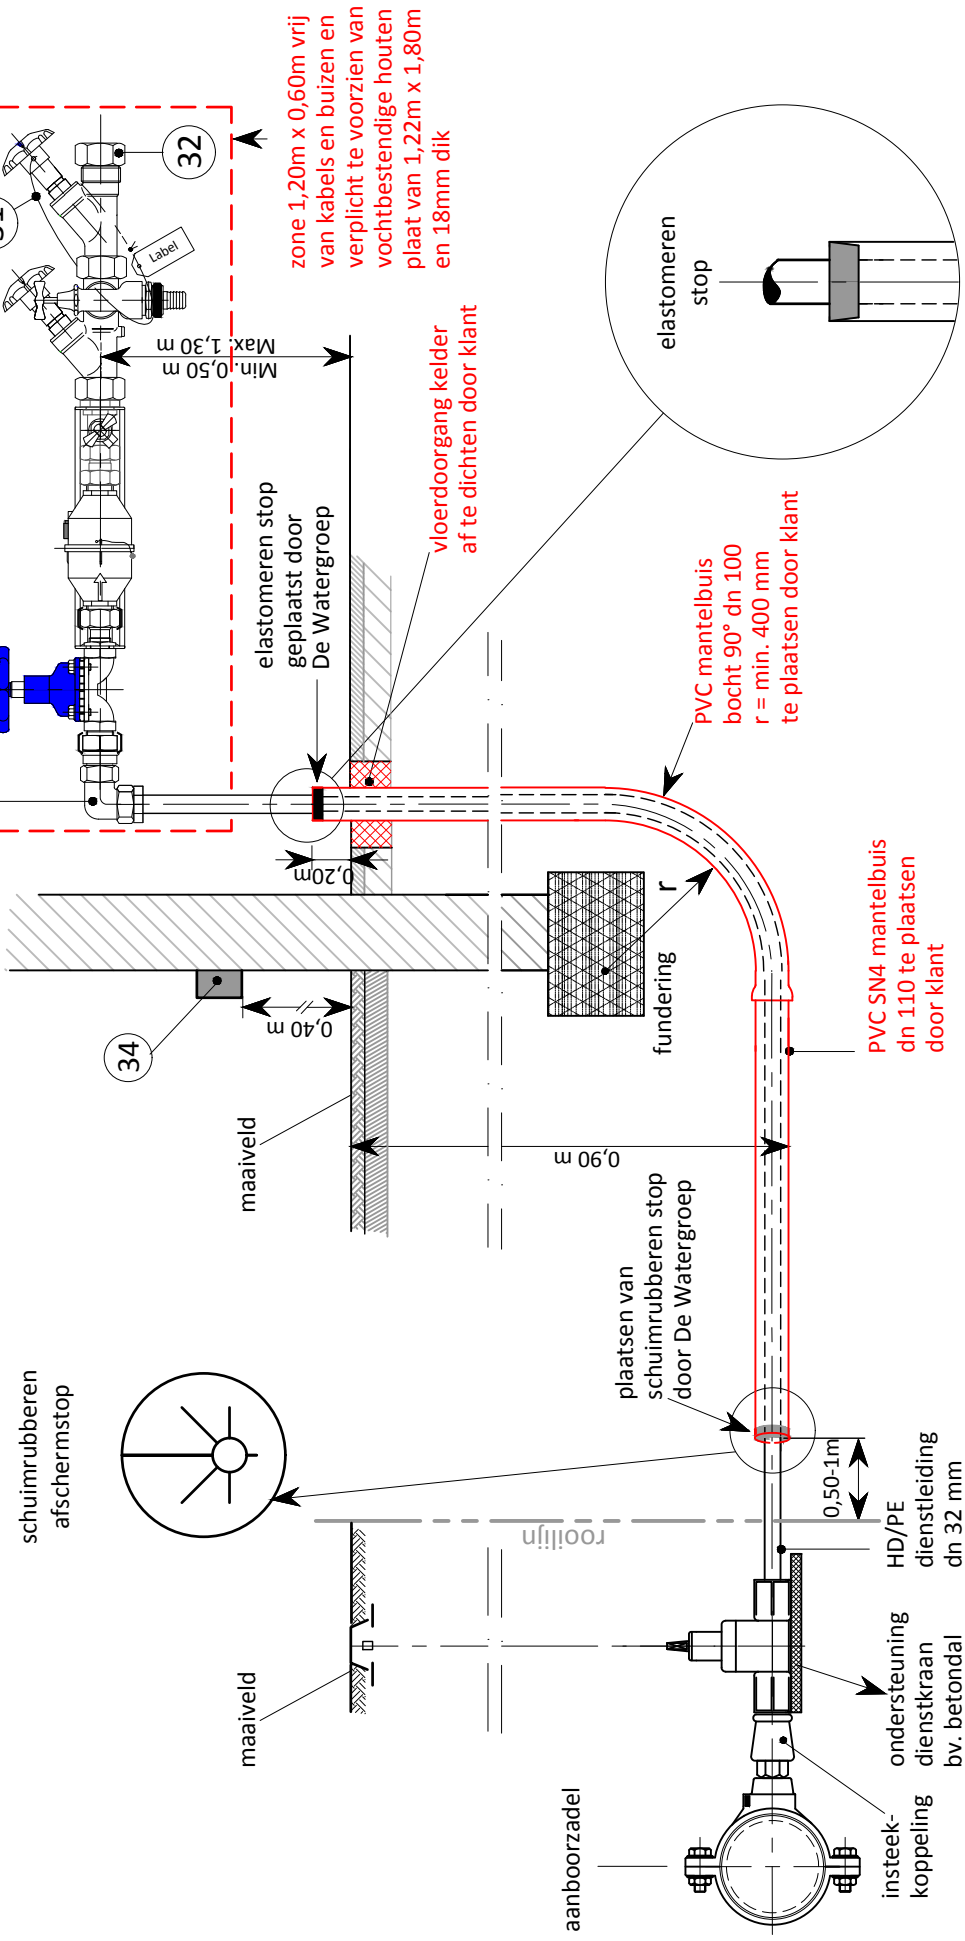 schuimrubberen
afschermstop
maaiveld
maaiveld
34
31
32
Label
zone 1,20m x 0,60m vrij
van kabels en buizen en
verplicht te voorzien van
vochtbestendige houten
plaat van 1,22m x 1,80m
en 18mm dik
Min. 0,50 m
Max. 1,30 m
elastomeren stop
geplaatst door
De Watergroep
vloerdoorgang kelder
af te dichten door klant
0,20m
0,40 m
0,90 m
rooilijn
fundering
r
elastomeren
stop
PVC mantelbuis
bocht 90° dn 100
r = min. 400 mm
te plaatsen door klant
plaatsen van
schuimrubberen stop
door De Watergroep
PVC SN4 mantelbuis
dn 110 te plaatsen
door klant
0,50-1m
aanboorzadel
insteek-
koppeling
ondersteuning
dienstkraan
bv. betondal
HD/PE
dienstleiding
dn 32 mm